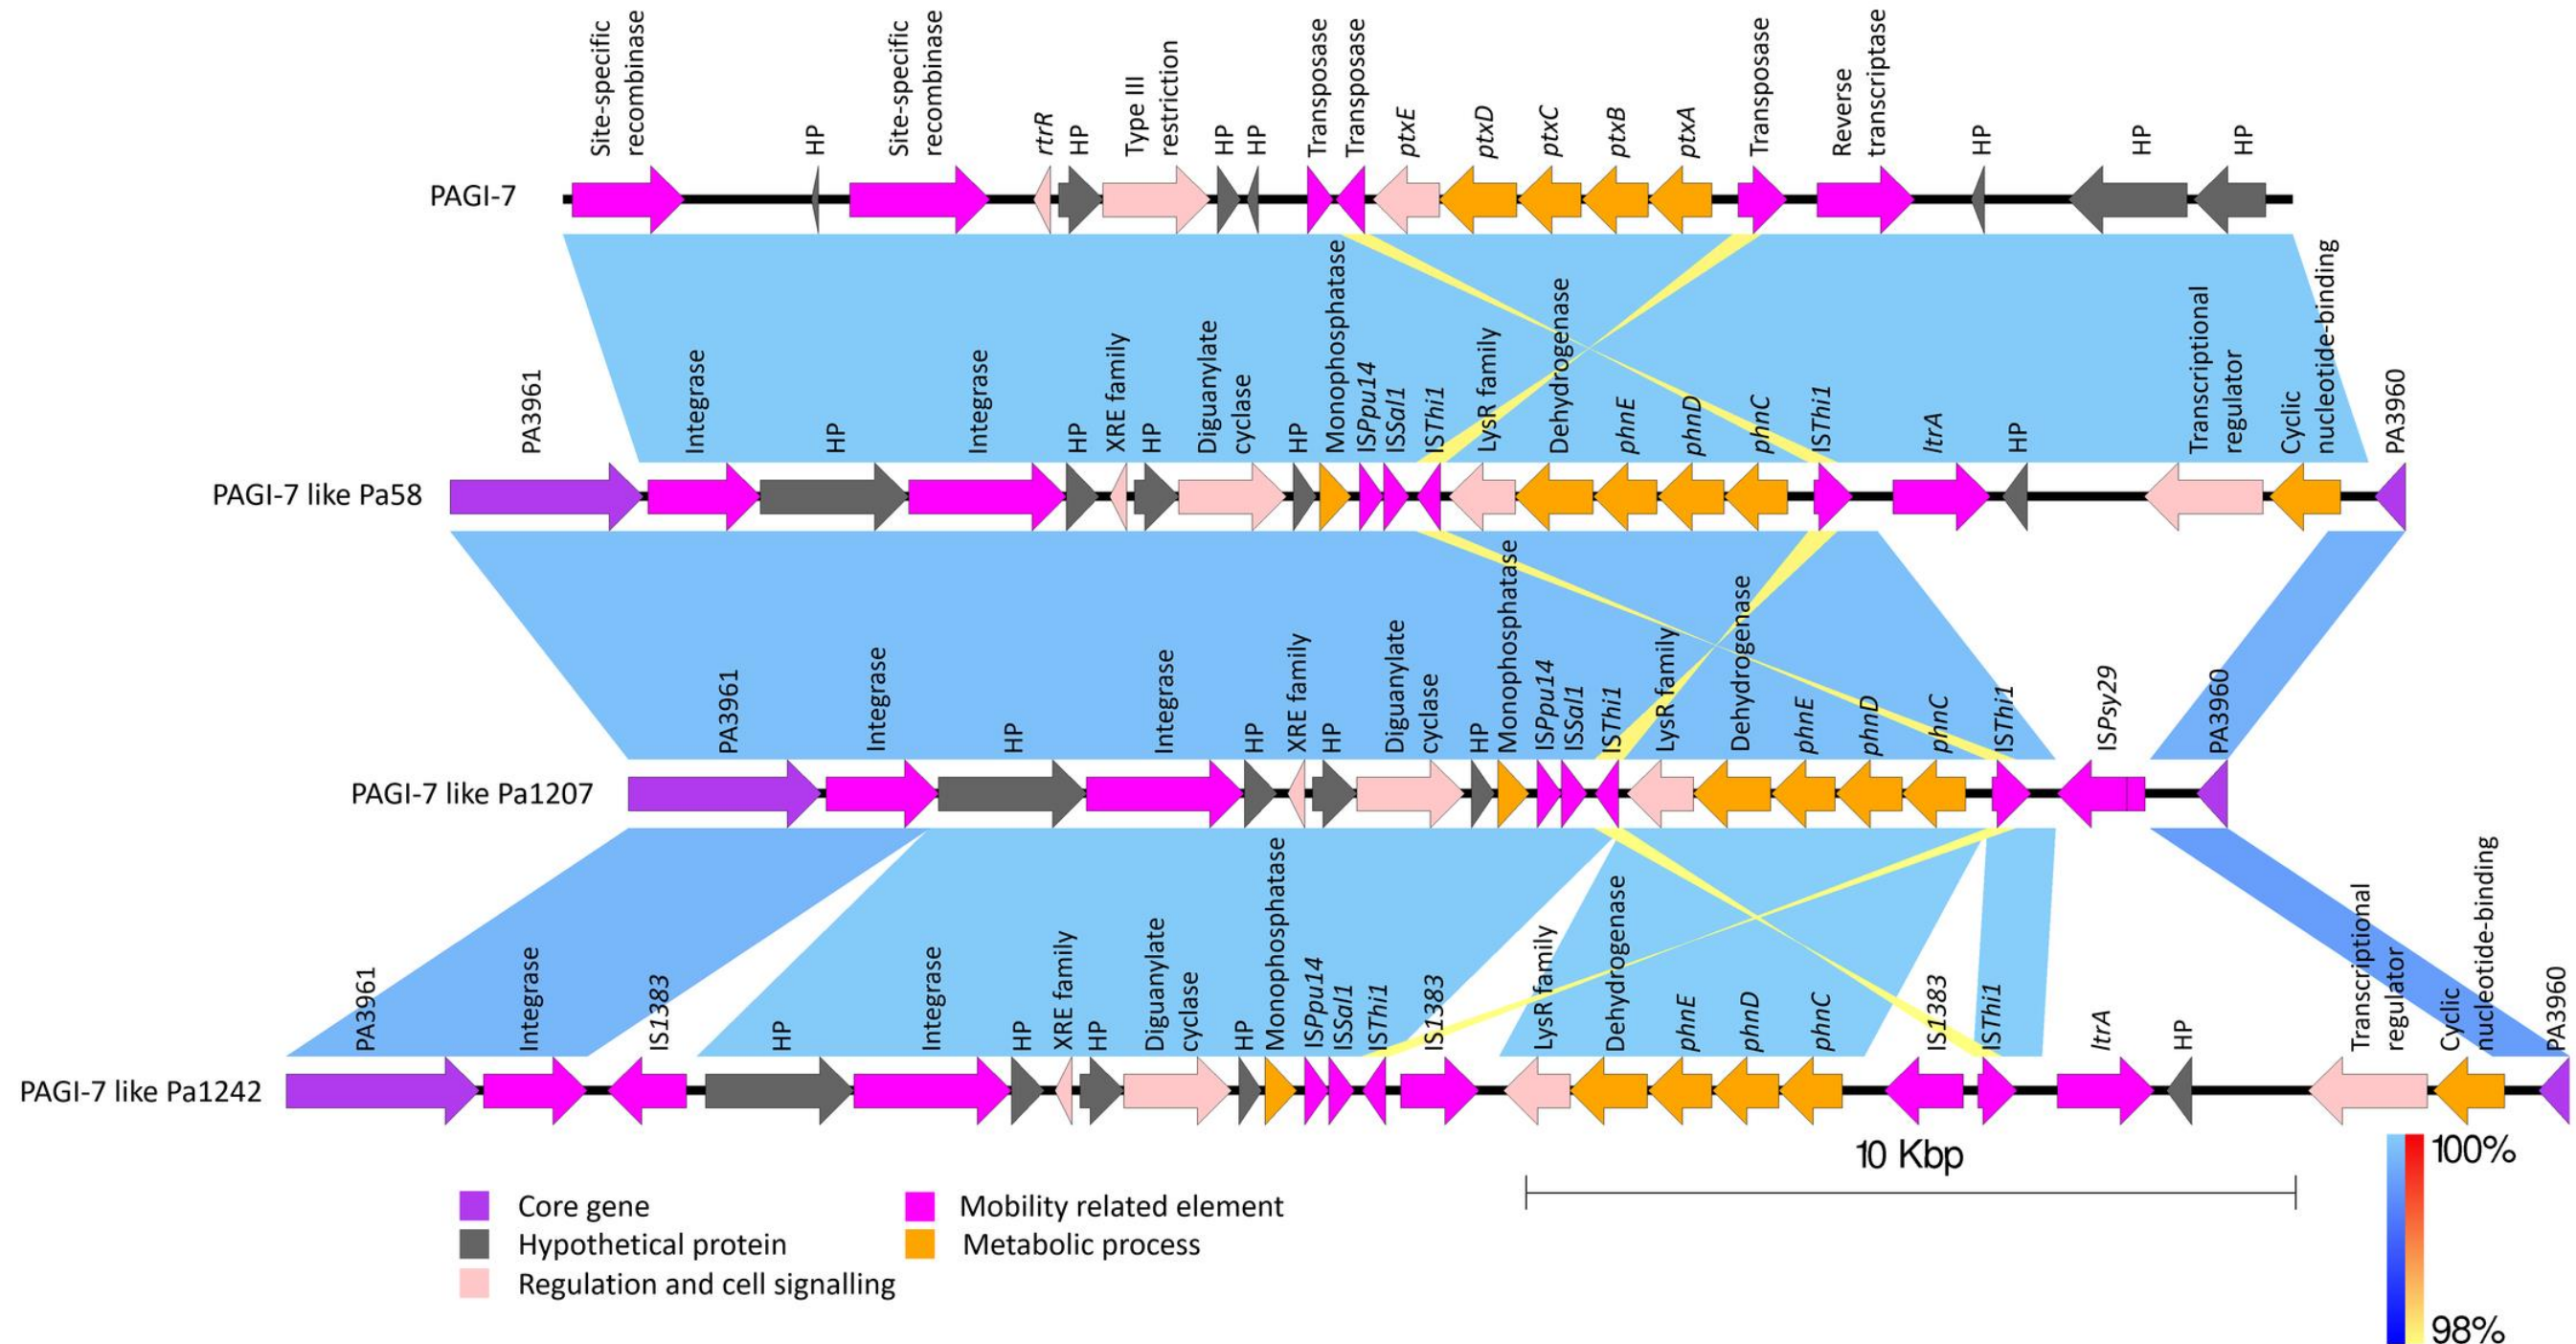 Site-specific
recombinase
HP
Site-specific
recombinase
rtrR
HP
Type III
restriction
HP
HP
Transposase
Transposase
ptxE
ptxD
ptxC
ptxB
ptxA
Transposase
Reverse
transcriptase
HP
HP
HP
PAGI-7
PA3961
Integrase
HP
Integrase
HP
XRE family
HP
Diguanylate
cyclase
HP
Monophosphatase
ISPpu14
ISSal1
ISThi1
LysR family
Dehydrogenase
phnE
phnD
phnC
ISThi1
ltrA
HP
Transcriptional
regulator
Cyclic
nucleotide-binding
PA3960
PAGI-7 like Pa58
PA3961
Integrase
HP
Integrase
HP
XRE family
HP
Diguanylate
cyclase
HP
Monophosphatase
ISPpu14
ISSal1
ISThi1
LysR family
Dehydrogenase
phnE
phnD
phnC
ISThi1
ISPsy29
PA3960
PAGI-7 like Pa1207
PA3961
Integrase
IS1383
HP
Integrase
HP
XRE family
HP
Diguanylate
cyclase
HP
Monophosphatase
ISPpu14
ISSal1
ISThi1
IS1383
LysR family
Dehydrogenase
phnE
phnD
phnC
IS1383
ISThi1
ltrA
HP
Transcriptional
regulator
Cyclic
nucleotide-binding
PA3960
PAGI-7 like Pa1242
10 Kbp
100%
98%
Core gene
Hypothetical protein
Regulation and cell signalling
Mobility related element
Metabolic process